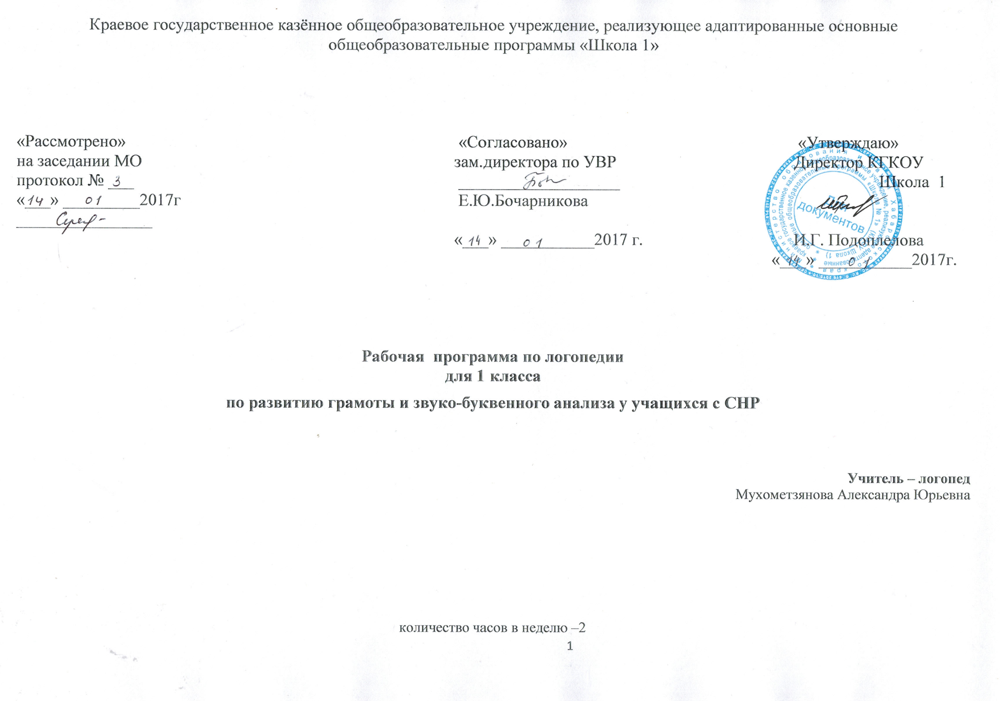 Краевое государственное казённое общеобразовательное учреждение, реализующее адаптированные основные
общеобразовательные программы «Школа 1»
«Рассмотрено»
на заседании МО
протокол № 3
«14» 01 2017г
«Согласовано»
зам.директора по УВР
Е.Ю.Бочарникова
«14» 01 2017 г.
«Утверждаю»
Директор КГКОУ
Школа 1
Для
документов
И.Г. Подоплелова
«14» 01 2017г.
Рабочая программа по логопедии
для 1 класса
по развитию грамоты и звуко-буквенного анализа у учащихся с СНР
Учитель – логопед
Мухометзянова Александра Юрьевна
количество часов в неделю –2
1